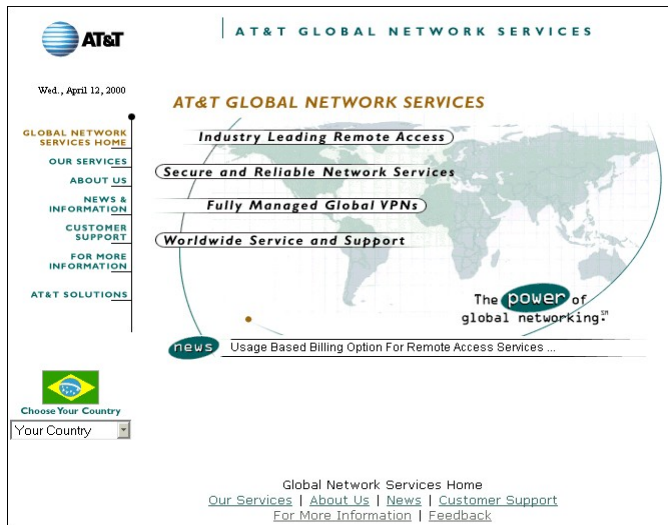 AT&T
AT&T GLOBAL NETWORK SERVICES
Wed., April 12, 2000
AT&T GLOBAL NETWORK SERVICES
GLOBAL NETWORK
SERVICES HOME
OUR SERVICES
ABOUT US
NEWS &
INFORMATION
CUSTOMER
SUPPORT
FOR MORE
INFORMATION
AT&T SOLUTIONS
Industry Leading Remote Access
Secure and Reliable Network Services
Fully Managed Global VPNs
Worldwide Service and Support
The power of
global networking.℠
news Usage Based Billing Option For Remote Access Services ...
Choose Your Country
Your Country
Global Network Services Home
Our Services | About Us | News | Customer Support
For More Information | Feedback